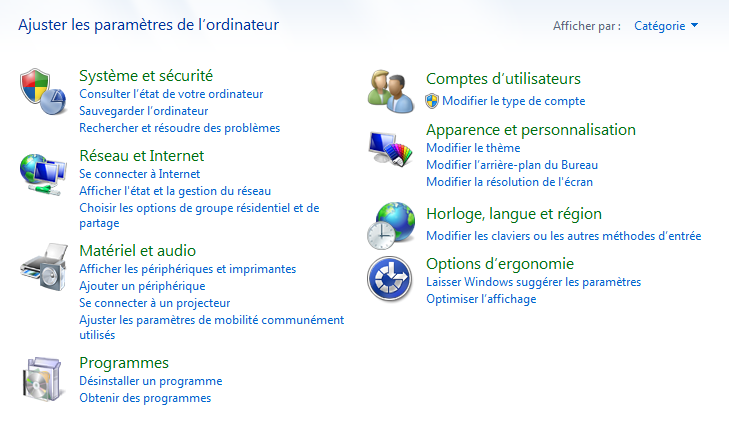 Ajuster les paramètres de l'ordinateur
Afficher par :
Catégorie
Système et sécurité
Consulter l'état de votre ordinateur
Sauvegarder l'ordinateur
Rechercher et résoudre des problèmes
Réseau et Internet
Se connecter à Internet
Afficher l'état et la gestion du réseau
Choisir les options de groupe résidentiel et de
partage
Matériel et audio
Afficher les périphériques et imprimantes
Ajouter un périphérique
Se connecter à un projecteur
Ajuster les paramètres de mobilité communément
utilisés
Programmes
Désinstaller un programme
Obtenir des programmes
Comptes d'utilisateurs
Modifier le type de compte
Apparence et personnalisation
Modifier le thème
Modifier l'arrière-plan du Bureau
Modifier la résolution de l'écran
Horloge, langue et région
Modifier les claviers ou les autres méthodes d'entrée
Options d'ergonomie
Laisser Windows suggérer les paramètres
Optimiser l'affichage